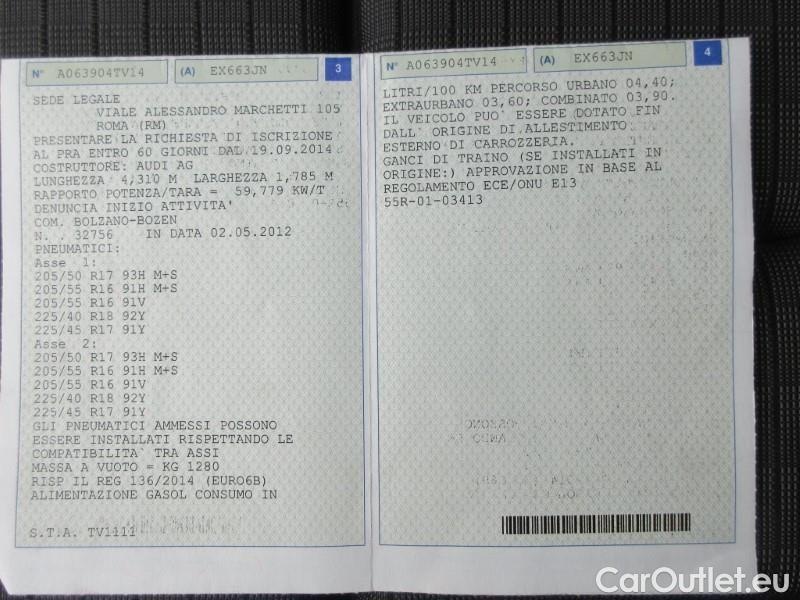 N° A063904TV14 (A) EX663JN 3
SEDE LEGALE
VIALE ALESSANDRO MARCHETTI 105
ROMA (RM)
PRESENTARE LA RICHIESTA DI ISCRIZIONE
AL PRA ENTRO 60 GIORNI DAL 19.09.2014
COSTRUTTORE: AUDI AG
LUNGHEZZA 4,310 M LARGHEZZA 1,785 M
RAPPORTO POTENZA/TARA = 59,779 KW/T
DENUNCIA INIZIO ATTIVITA'
COM. BOLZANO-BOZEN
N. . 32756 IN DATA 02.05.2012
PNEUMATICI:
Asse 1:
205/50 R17 93H M+S
205/55 R16 91H M+S
205/55 R16 91V
225/40 R18 92Y
225/45 R17 91Y
Asse 2:
205/50 R17 93H M+S
205/55 R16 91H M+S
205/55 R16 91V
225/40 R18 92Y
225/45 R17 91Y
GLI PNEUMATICI AMMESSI POSSONO
ESSERE INSTALLATI RISPETTANDO LE
COMPATIBILITA' TRA ASSI
MASSA A VUOTO = KG 1280
RISP IL REG 136/2014 (EURO6B)
ALIMENTAZIONE GASOL CONSUMO IN
S.T.A. TV1111
N° A063904TV14 (A) EX663JN 4
LITRI/100 KM PERCORSO URBANO 04,40;
EXTRAURBANO 03,60; COMBINATO 03,90.
IL VEICOLO PUO' ESSERE DOTATO FIN
DALL' ORIGINE DI ALLESTIMENTO
ESTERNO DI CARROZZERIA.
GANCI DI TRAINO (SE INSTALLATI IN
ORIGINE:) APPROVAZIONE IN BASE AL
REGOLAMENTO ECE/ONU E13
55R-01-03413
CarOutlet.eu